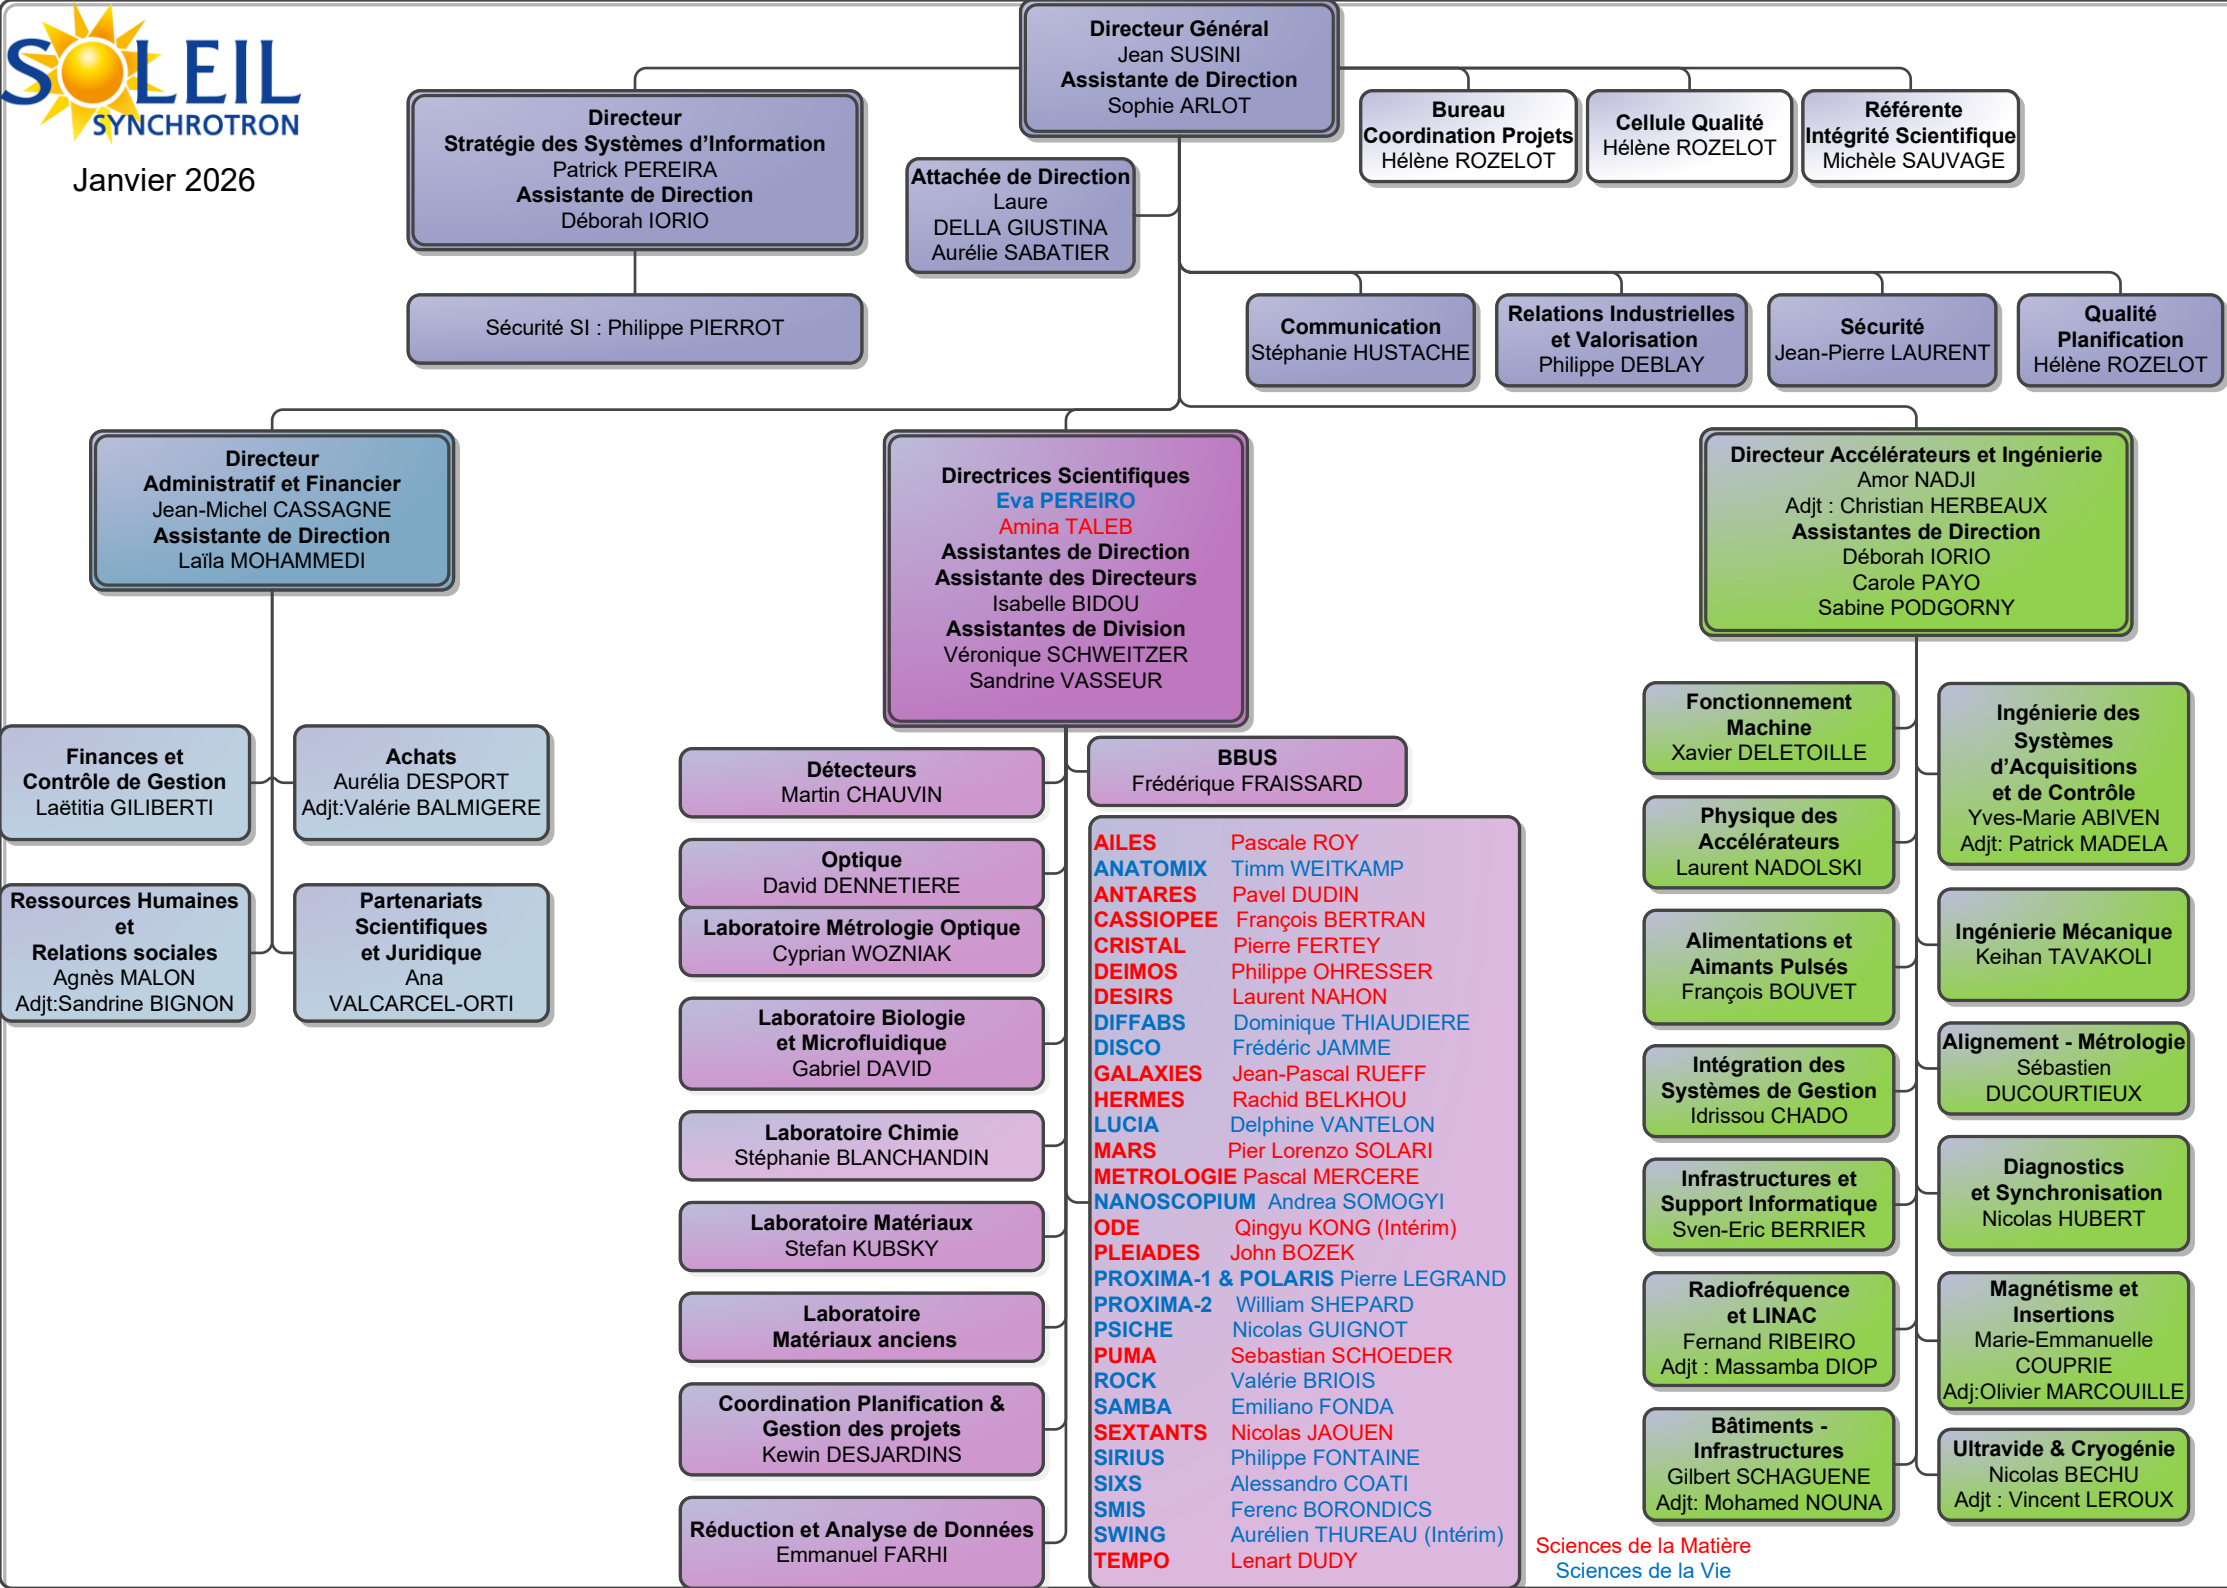 SOLEIL
SYNCHROTRON
Janvier 2026
Directeur Général
Jean SUSINI
Assistante de Direction
Sophie ARLOT
Directeur
Stratégie des Systèmes d'Information
Patrick PEREIRA
Assistante de Direction
Déborah IORIO
Sécurité SI : Philippe PIERROT
Attachée de Direction
Laure
DELLA GIUSTINA
Aurélie SABATIER
Bureau
Coordination Projets
Hélène ROZELOT
Cellule Qualité
Hélène ROZELOT
Référente
Intégrité Scientifique
Michèle SAUVAGE
Communication
Stéphanie HUSTACHE
Relations Industrielles
et Valorisation
Philippe DEBLAY
Sécurité
Jean-Pierre LAURENT
Qualité
Planification
Hélène ROZELOT
Directeur
Administratif et Financier
Jean-Michel CASSAGNE
Assistante de Direction
Laïla MOHAMMEDI
Finances et
Contrôle de Gestion
Laëtitia GILIBERTI
Achats
Aurélia DESPORT
Adjt:Valérie BALMIGERE
Ressources Humaines
et
Relations sociales
Agnès MALON
Adjt:Sandrine BIGNON
Partenariats
Scientifiques
et Juridique
Ana
VALCARCEL-ORTI
Directrices Scientifiques
Eva PEREIRO
Amina TALEB
Assistantes de Direction
Assistante des Directeurs
Isabelle BIDOU
Assistantes de Division
Véronique SCHWEITZER
Sandrine VASSEUR
Détecteurs
Martin CHAUVIN
Optique
David DENNETIERE
Laboratoire Métrologie Optique
Cyprian WOZNIAK
Laboratoire Biologie
et Microfluidique
Gabriel DAVID
Laboratoire Chimie
Stéphanie BLANCHANDIN
Laboratoire Matériaux
Stefan KUBSKY
Laboratoire
Matériaux anciens
Coordination Planification &
Gestion des projets
Kewin DESJARDINS
Réduction et Analyse de Données
Emmanuel FARHI
BBUS
Frédérique FRAISSARD
AILES Pascale ROY
ANATOMIX Timm WEITKAMP
ANTARES Pavel DUDIN
CASSIOPEE François BERTRAN
CRISTAL Pierre FERTEY
DEIMOS Philippe OHRESSER
DESIRS Laurent NAHON
DIFFABS Dominique THIAUDIERE
DISCO Frédéric JAMME
GALAXIES Jean-Pascal RUEFF
HERMES Rachid BELKHOU
LUCIA Delphine VANTELON
MARS Pier Lorenzo SOLARI
METROLOGIE Pascal MERCERE
NANOSCOPIUM Andrea SOMOGYI
ODE Qingyu KONG (Intérim)
PLEIADES John BOZEK
PROXIMA-1 & POLARIS Pierre LEGRAND
PROXIMA-2 William SHEPARD
PSICHE Nicolas GUIGNOT
PUMA Sebastian SCHOEDER
ROCK Valérie BRIOIS
SAMBA Emiliano FONDA
SEXTANTS Nicolas JAOUEN
SIRIUS Philippe FONTAINE
SIXS Alessandro COATI
SMIS Ferenc BORONDICS
SWING Aurélien THUREAU (Intérim)
TEMPO Lenart DUDY
Directeur Accélérateurs et Ingénierie
Amor NADJI
Adjt : Christian HERBEAUX
Assistantes de Direction
Déborah IORIO
Carole PAYO
Sabine PODGORNY
Fonctionnement
Machine
Xavier DELETOILLE
Physique des
Accélérateurs
Laurent NADOLSKI
Alimentations et
Aimants Pulsés
François BOUVET
Intégration des
Systèmes de Gestion
Idrissou CHADO
Infrastructures et
Support Informatique
Sven-Eric BERRIER
Radiofréquence
et LINAC
Fernand RIBEIRO
Adjt : Massamba DIOP
Bâtiments -
Infrastructures
Gilbert SCHAGUENE
Adjt: Mohamed NOUNA
Ingénierie des
Systèmes
d'Acquisitions
et de Contrôle
Yves-Marie ABIVEN
Adjt: Patrick MADELA
Ingénierie Mécanique
Keihan TAVAKOLI
Alignement - Métrologie
Sébastien
DUCOURTIEUX
Diagnostics
et Synchronisation
Nicolas HUBERT
Magnétisme et
Insertions
Marie-Emmanuelle
COUPRIE
Adj:Olivier MARCOUILLE
Ultravide & Cryogénie
Nicolas BECHU
Adjt : Vincent LEROUX
Sciences de la Matière
Sciences de la Vie